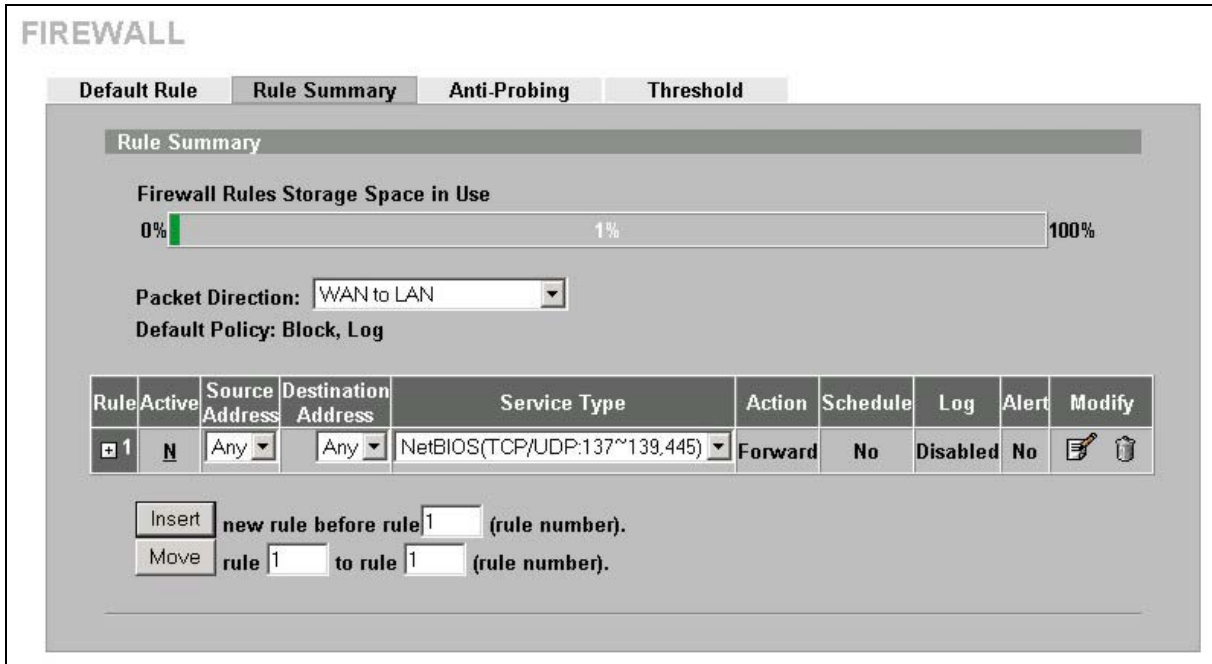 FIREWALL
Default Rule Rule Summary Anti-Probing Threshold
Rule Summary
Firewall Rules Storage Space in Use
0% 1% 100%
Packet Direction: WAN to LAN
Default Policy: Block, Log
Rule Active Source Address Destination Address Service Type Action Schedule Log Alert Modify
1 N Any Any NetBIOS(TCP/UDP:137~139,445) Forward No Disabled No
Insert new rule before rule 1 (rule number).
Move rule 1 to rule 1 (rule number).